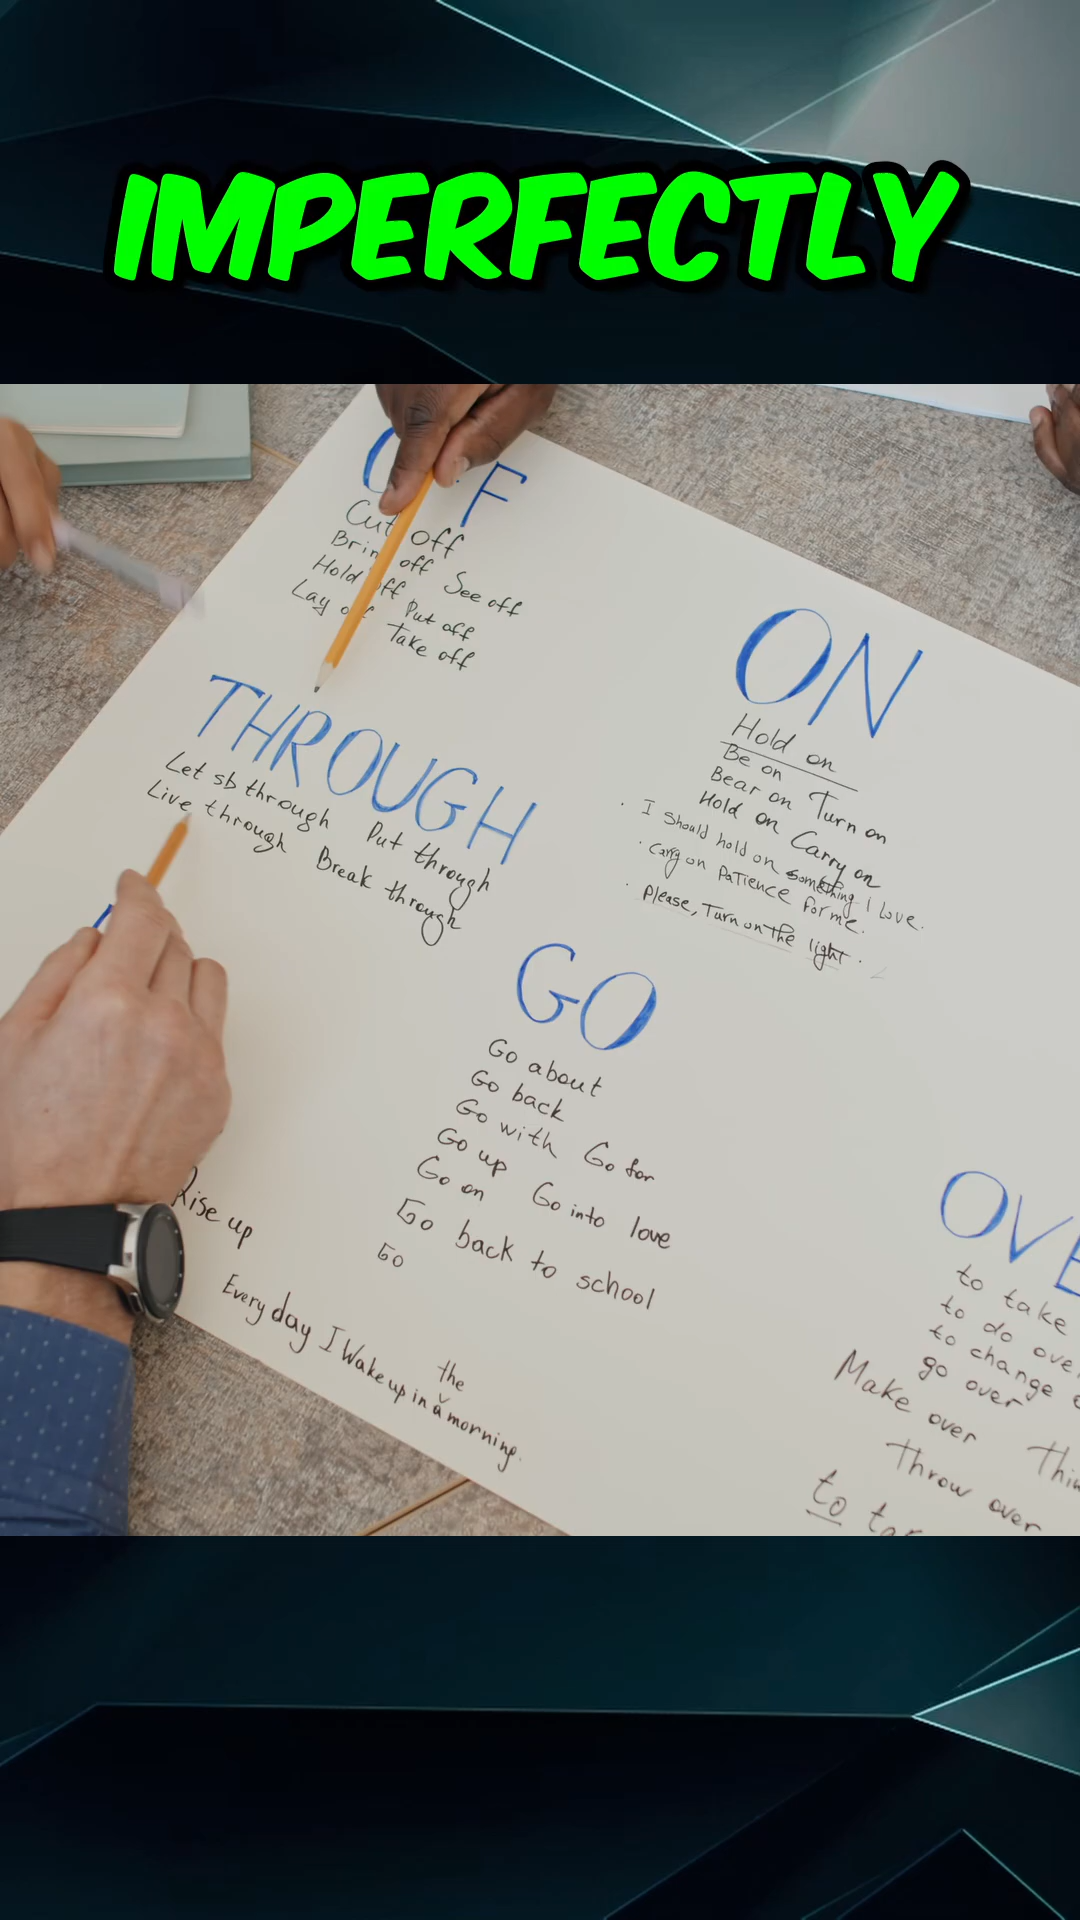 IMPERFECTLY
Cut off
off See off
Hold off Put off
Lay Take off
THROUGH
Let sb through Put through
Live through Break through
ON
Hold on
Be on
Bear on Turn on
Hold on Carry on
· I should hold on something I love.
· carry on patience for me.
· Please, Turn on the light.
GO
Go about
Go back
Go with Go for
Go up Go into love
Go on
Go back to school
Go
Rise up
the
Every day I wake up in a morning.
to take
to do
to change
go over
Make over
Throw over
to